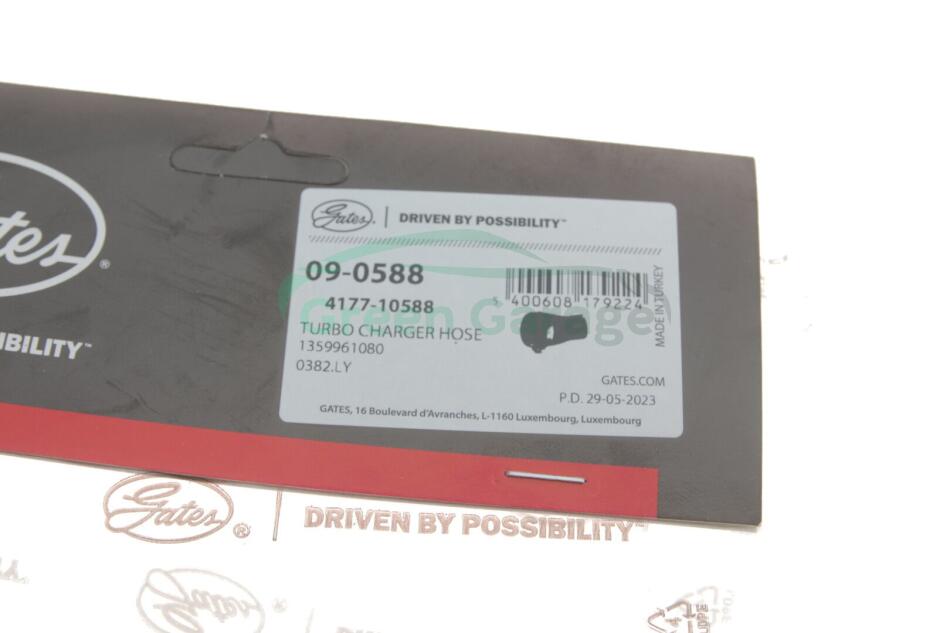 Gates. | DRIVEN BY POSSIBILITY™
09-0588
4177-10588
TURBO CHARGER HOSE
1359961080
0382.LY
5 400608 179224
MADE IN TURKEY
GATES.COM
P.D. 29-05-2023
GATES, 16 Boulevard d'Avranches, L-1160 Luxembourg, Luxembourg
Green Garage
tes ®
IBILITY™
Gates ® | DRIVEN BY POSSIBILITY™